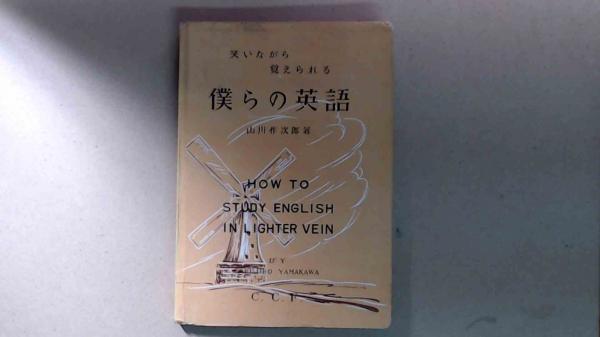 笑いながら
覚えられる
僕らの英語
山川作次郎著
HOW TO
STUDY ENGLISH
IN LIGHTER VEIN
BY
YAMAKAWA